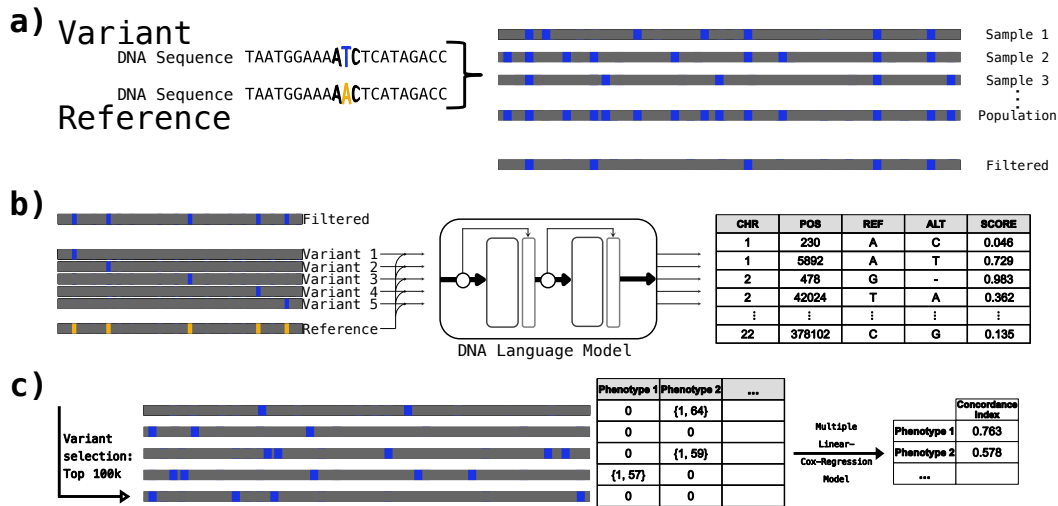 a)
Variant
DNA Sequence TAATGGAAAATCTCATAGACC
DNA Sequence TAATGGAAAAACTCATAGACC
Reference
Sample 1
Sample 2
Sample 3
⋮
Population
Filtered
b)
Filtered
Variant 1
Variant 2
Variant 3
Variant 4
Variant 5
Reference
DNA Language Model
CHR POS REF ALT SCORE
1 230 A C 0.046
1 5892 A T 0.729
2 478 G - 0.983
2 42024 T A 0.362
⋮ ⋮ ⋮ ⋮ ⋮
22 378102 C G 0.135
c)
Variant
selection:
Top 100k
Phenotype 1 Phenotype 2 ...
0 {1, 64}
0 0
0 {1, 59}
{1, 57} 0
0 0
Multiple
Linear-
Cox-Regression
Model
Concordance
Index
Phenotype 1 0.763
Phenotype 2 0.578
...